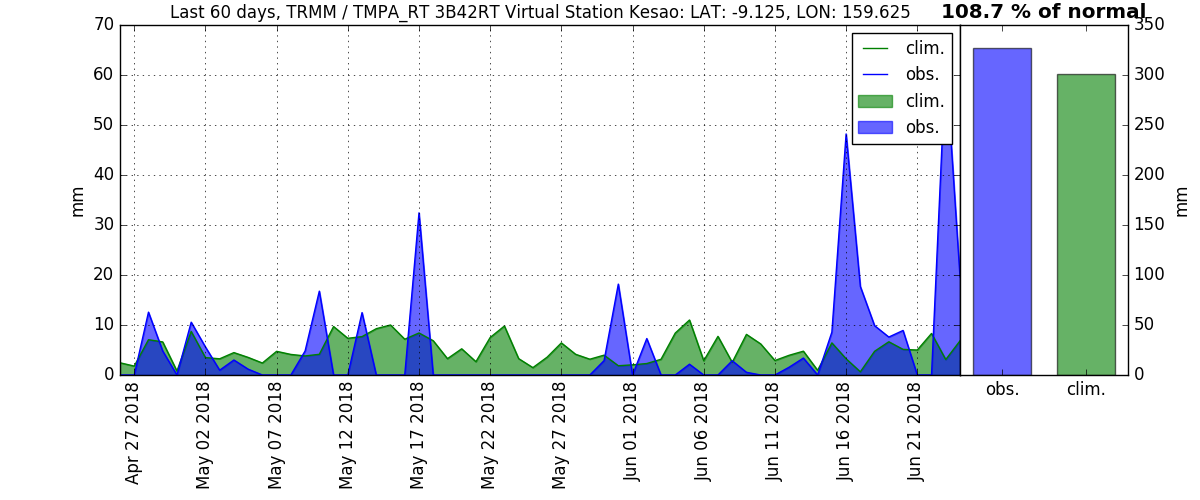 Last 60 days, TRMM / TMPA_RT 3B42RT Virtual Station Kesao: LAT: -9.125, LON: 159.625
108.7 % of normal
70
60
50
40
30
20
10
0
mm
clim.
obs.
clim.
obs.
350
300
250
200
150
100
50
0
mm
Apr 27 2018
May 02 2018
May 07 2018
May 12 2018
May 17 2018
May 22 2018
May 27 2018
Jun 01 2018
Jun 06 2018
Jun 11 2018
Jun 16 2018
Jun 21 2018
obs.
clim.